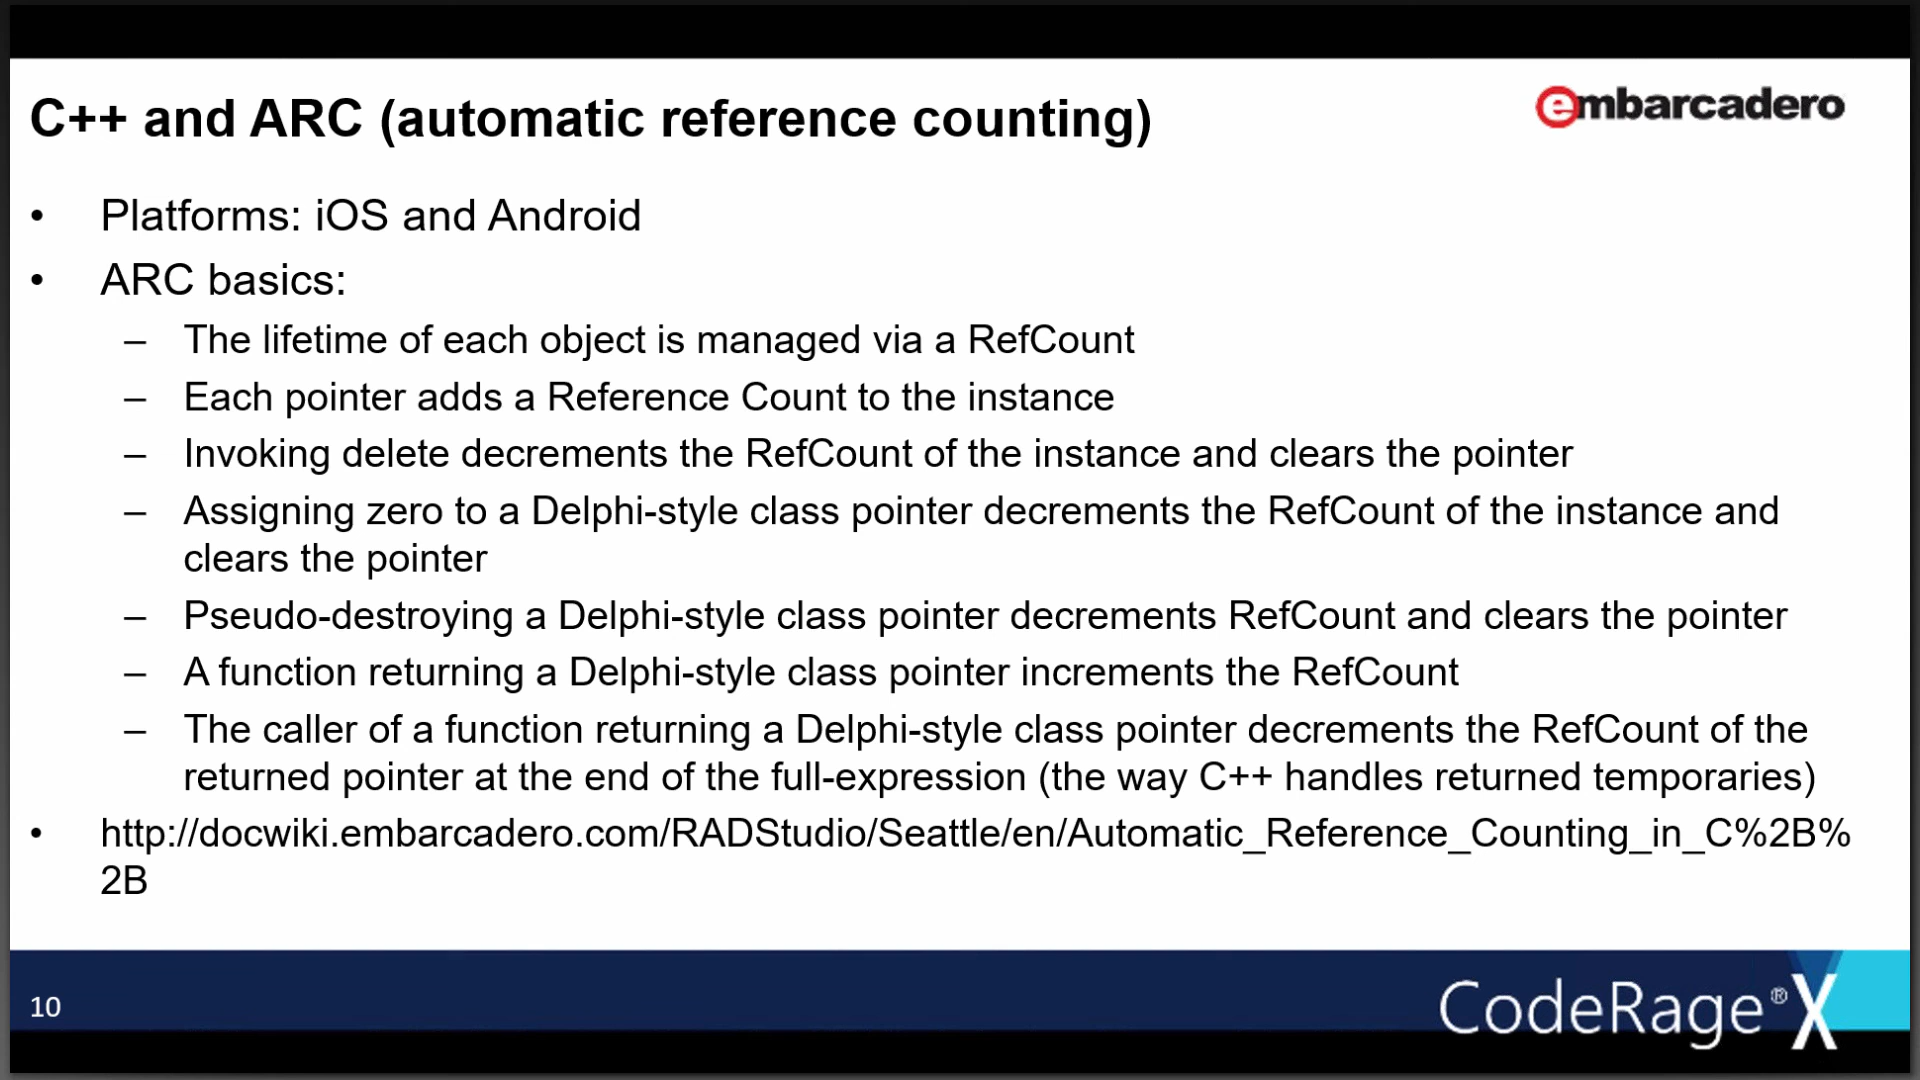 C++ and ARC (automatic reference counting)
embarcadero
• Platforms: iOS and Android
• ARC basics:
– The lifetime of each object is managed via a RefCount
– Each pointer adds a Reference Count to the instance
– Invoking delete decrements the RefCount of the instance and clears the pointer
– Assigning zero to a Delphi-style class pointer decrements the RefCount of the instance and
clears the pointer
– Pseudo-destroying a Delphi-style class pointer decrements RefCount and clears the pointer
– A function returning a Delphi-style class pointer increments the RefCount
– The caller of a function returning a Delphi-style class pointer decrements the RefCount of the
returned pointer at the end of the full-expression (the way C++ handles returned temporaries)
• http://docwiki.embarcadero.com/RADStudio/Seattle/en/Automatic_Reference_Counting_in_C%2B%
2B
10
CodeRage® X